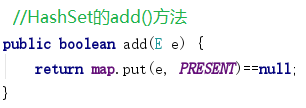 //HashSet的add()方法
public boolean add(E e) {
return map.put(e, PRESENT)==null;
}